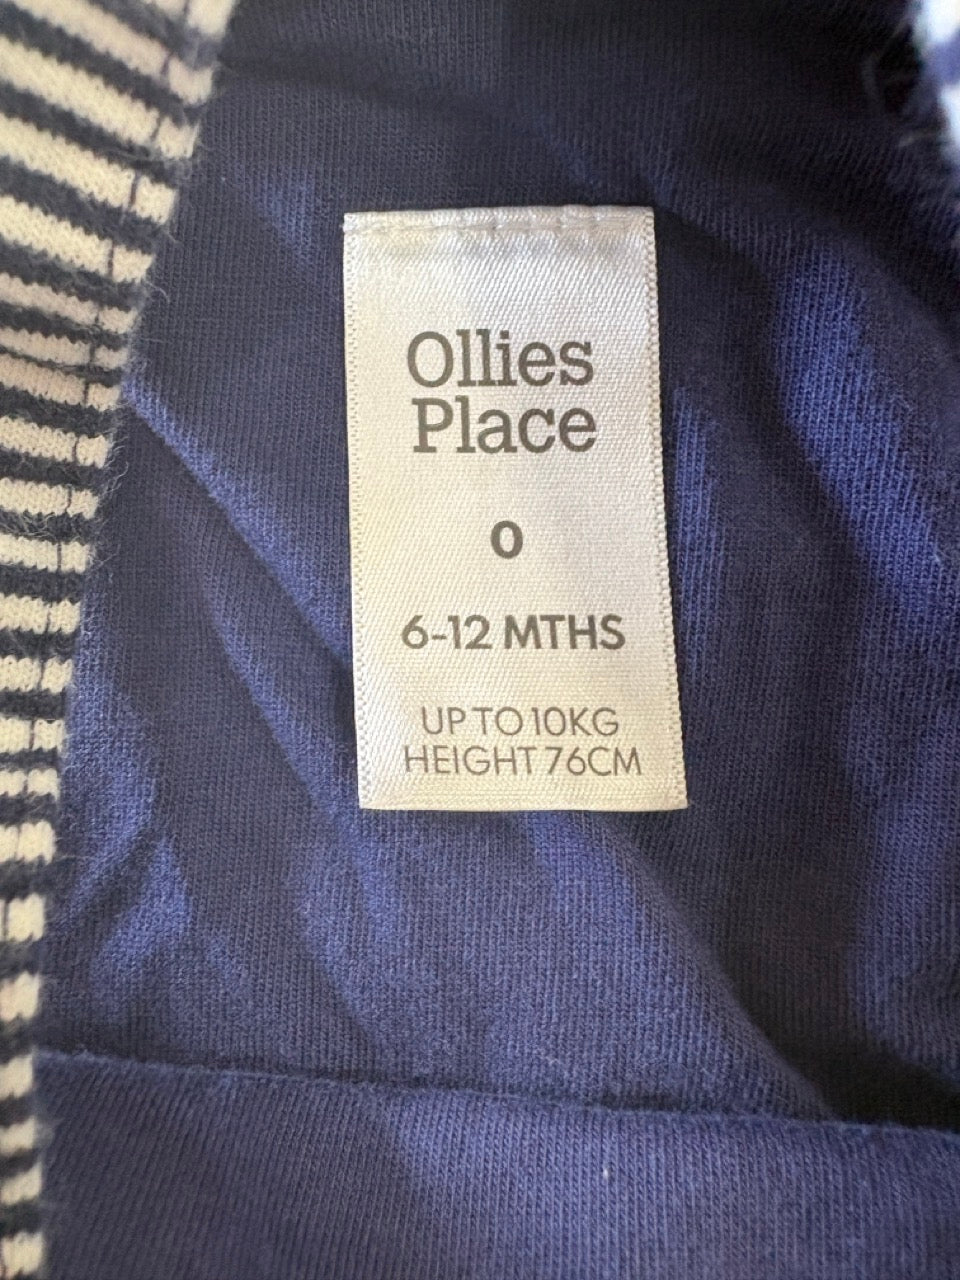 Ollies
Place
0
6-12 MTHS
UP TO 10KG
HEIGHT 76CM